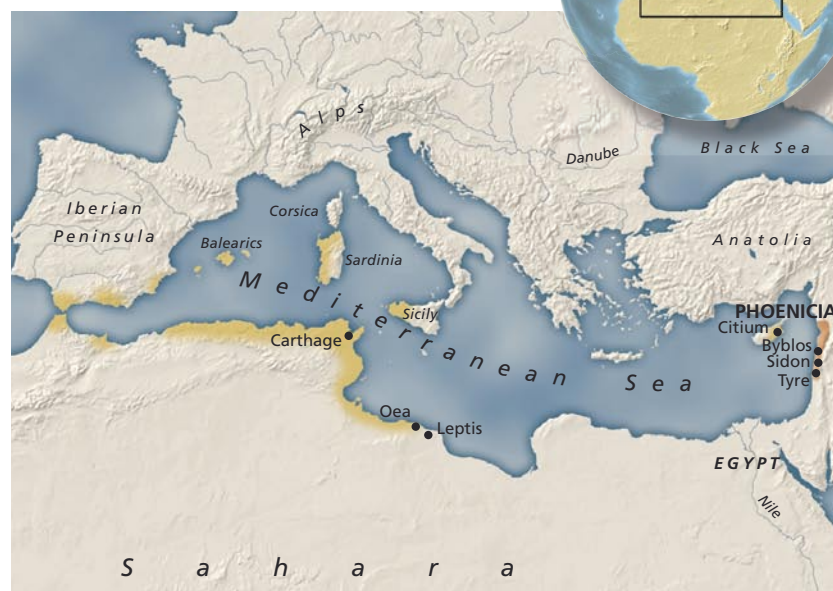 Alps
Danube
Black Sea
Iberian
Peninsula
Corsica
Balearics
Sardinia
Anatolia
Mediterranean Sea
Sicily
PHOENICIA
Citium
Carthage
Byblos
Sidon
Tyre
Oea
Leptis
EGYPT
Nile
Sahara